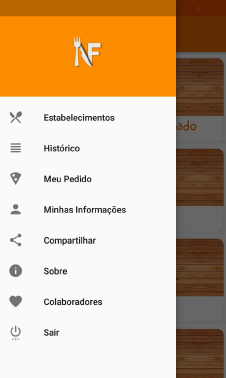 NF
Estabelecimentos
Histórico
Meu Pedido
Minhas Informações
Compartilhar
Sobre
Colaboradores
Sair